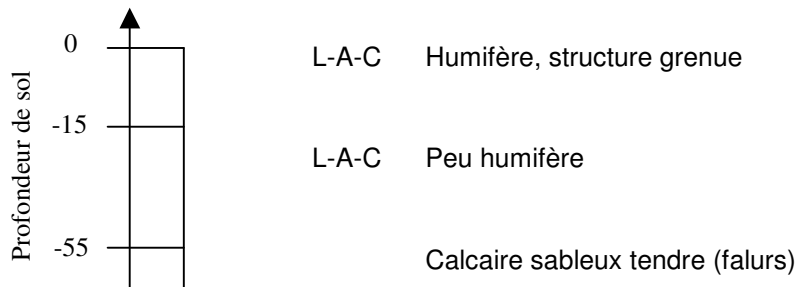 0 L-A-C Humifère, structure grenue
-15
L-A-C Peu humifère
-55
Calcaire sableux tendre (falurs)
Profondeur de sol